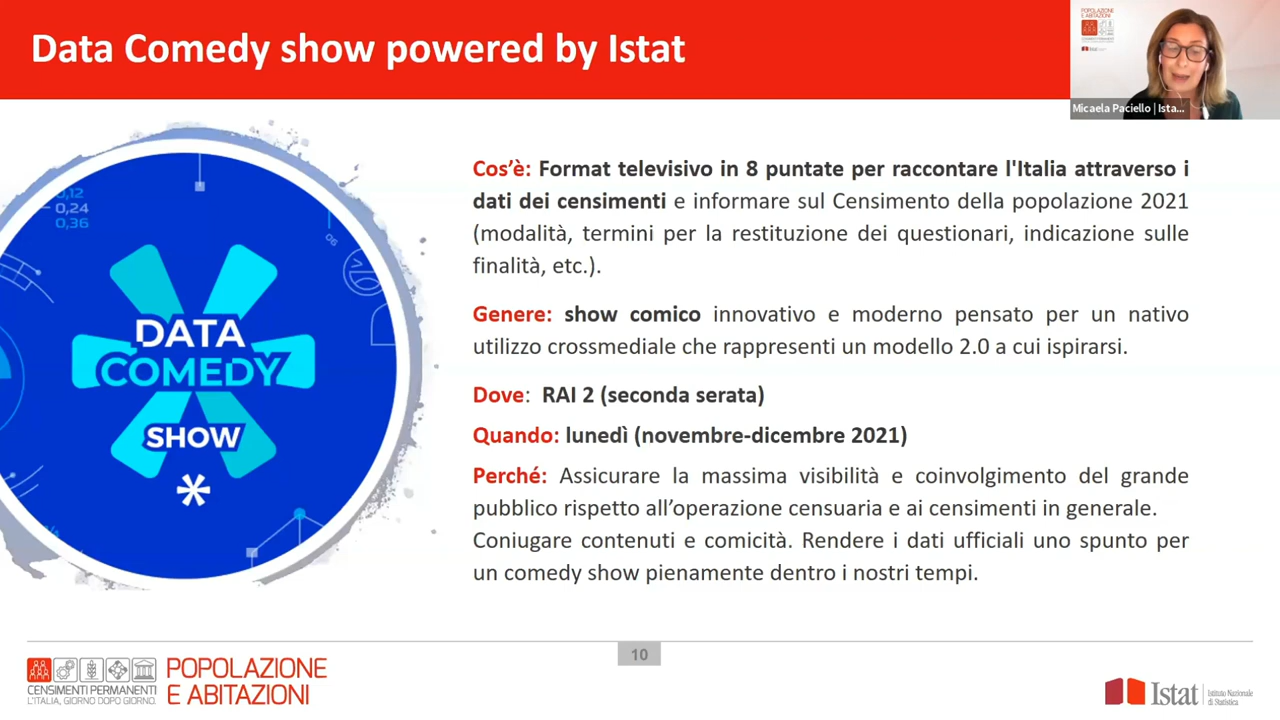 Data Comedy show powered by Istat
POPOLAZIONE
E ABITAZIONI
Istat
Micaela Paciello | Ista...
0,12
0,24
0,36
06
10
DATA
COMEDY
SHOW
*
Cos’è: Format televisivo in 8 puntate per raccontare l'Italia attraverso i
dati dei censimenti e informare sul Censimento della popolazione 2021
(modalità, termini per la restituzione dei questionari, indicazione sulle
finalità, etc.).
Genere: show comico innovativo e moderno pensato per un nativo
utilizzo crossmediale che rappresenti un modello 2.0 a cui ispirarsi.
Dove: RAI 2 (seconda serata)
Quando: lunedì (novembre-dicembre 2021)
Perché: Assicurare la massima visibilità e coinvolgimento del grande
pubblico rispetto all’operazione censuaria e ai censimenti in generale.
Coniugare contenuti e comicità. Rendere i dati ufficiali uno spunto per
un comedy show pienamente dentro i nostri tempi.
10
CENSIMENTI PERMANENTI
L'ITALIA, GIORNO DOPO GIORNO.
POPOLAZIONE
E ABITAZIONI
Istat
Istituto Nazionale
di Statistica